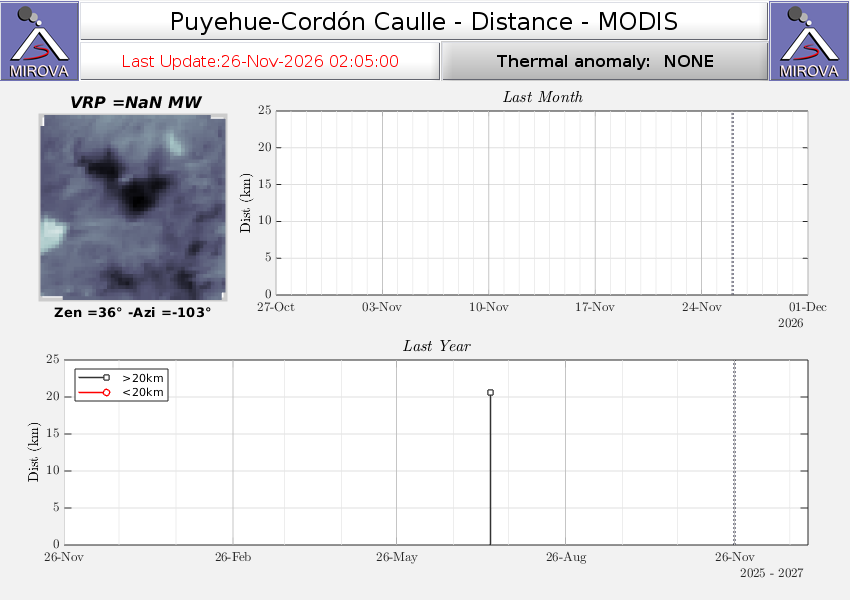 MIROVA
Puyehue-Cordón Caulle - Distance - MODIS
MIROVA
Last Update:26-Nov-2026 02:05:00
Thermal anomaly: NONE
VRP =NaN MW
Zen =36° -Azi =-103°
Last Month
Dist (km)
25
20
15
10
5
0
27-Oct 03-Nov 10-Nov 17-Nov 24-Nov 01-Dec
2026
Last Year
Dist (km)
25
20
15
10
5
0
>20km
<20km
26-Nov 26-Feb 26-May 26-Aug 26-Nov
2025 - 2027